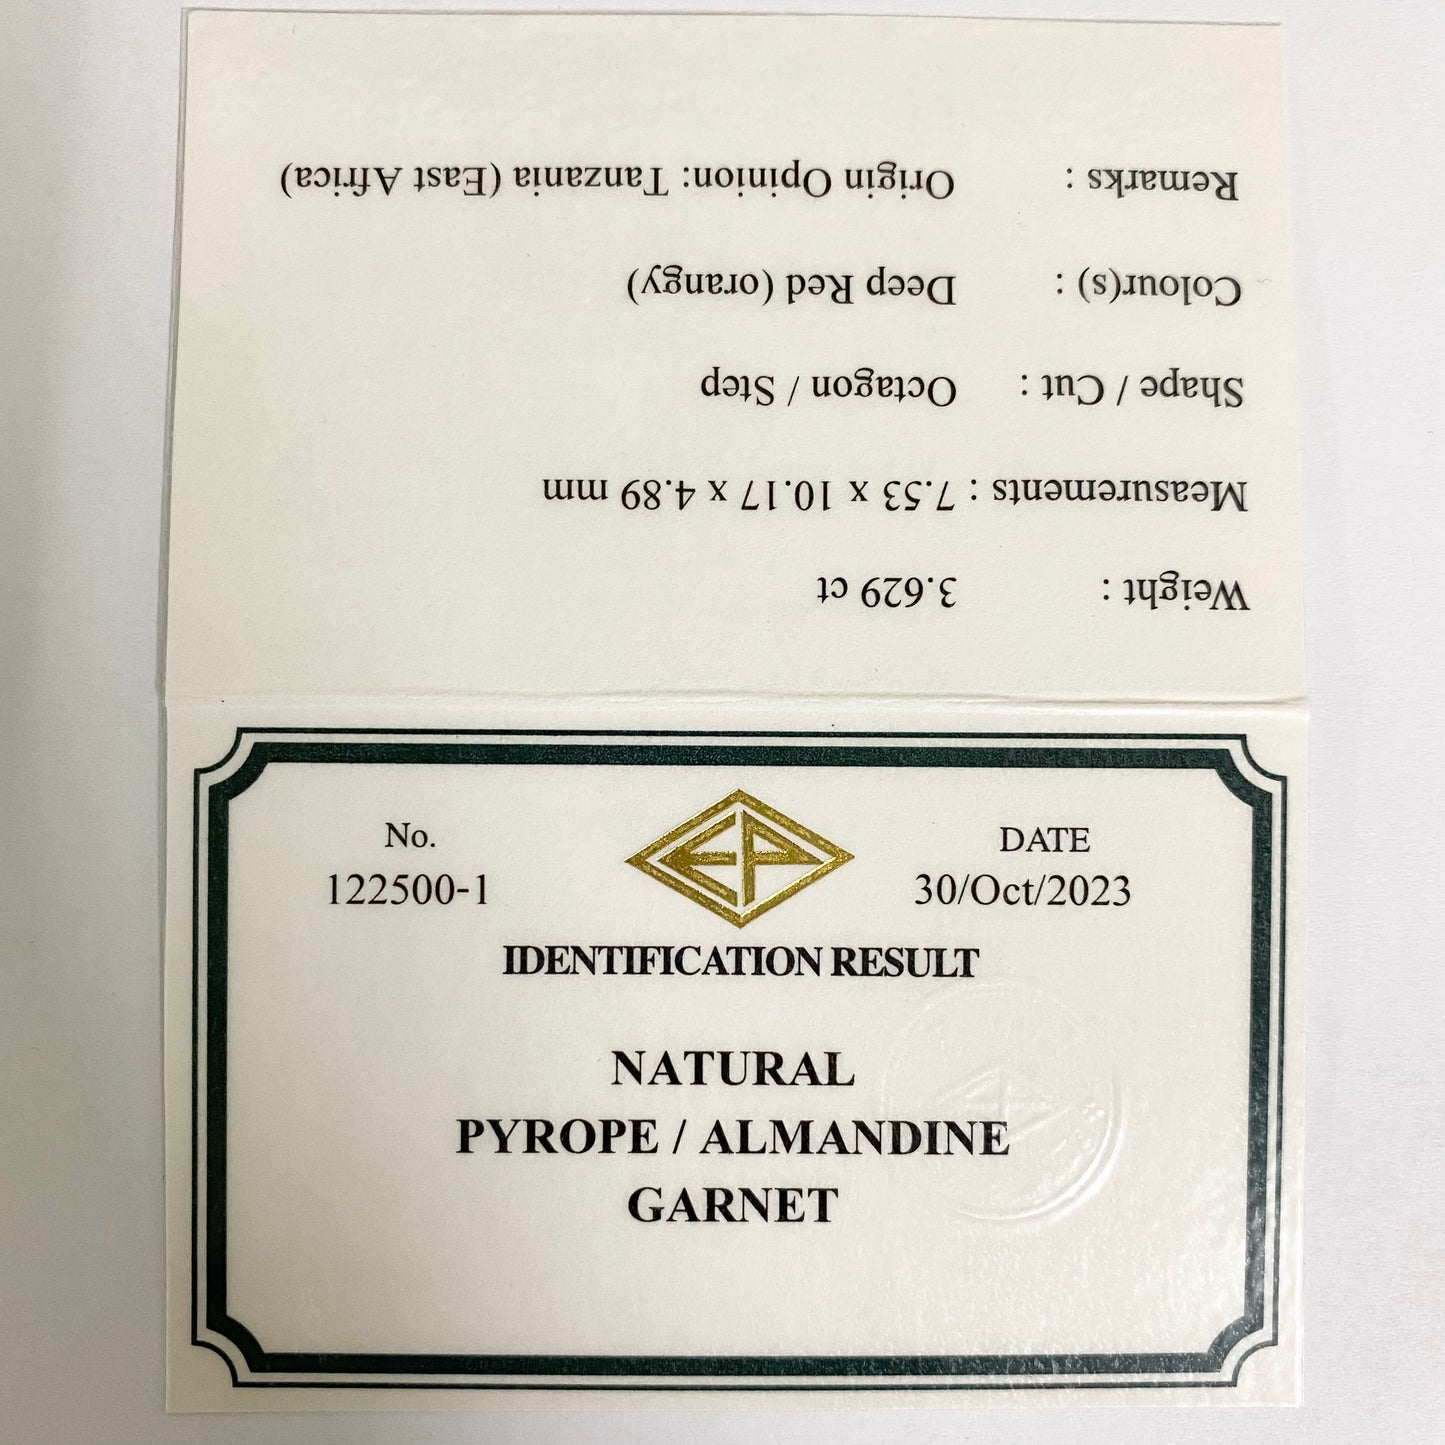 Weight : 3.629 ct
Measurements : 7.53 x 10.17 x 4.89 mm
Shape / Cut : Octagon / Step
Colour(s) : Deep Red (orangy)
Remarks : Origin Opinion: Tanzania (East Africa)
No.
122500-1
EP
DATE
30/Oct/2023
IDENTIFICATION RESULT
NATURAL
PYROPE / ALMANDINE
GARNET